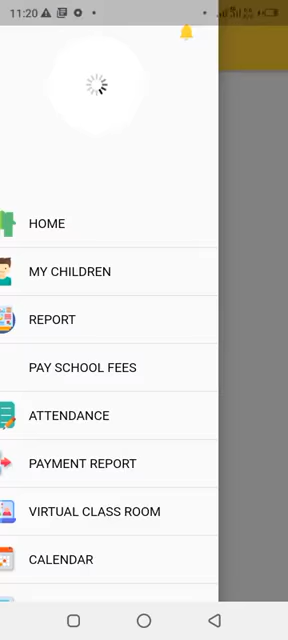 11:20
HOME
MY CHILDREN
REPORT
PAY SCHOOL FEES
ATTENDANCE
PAYMENT REPORT
VIRTUAL CLASS ROOM
CALENDAR